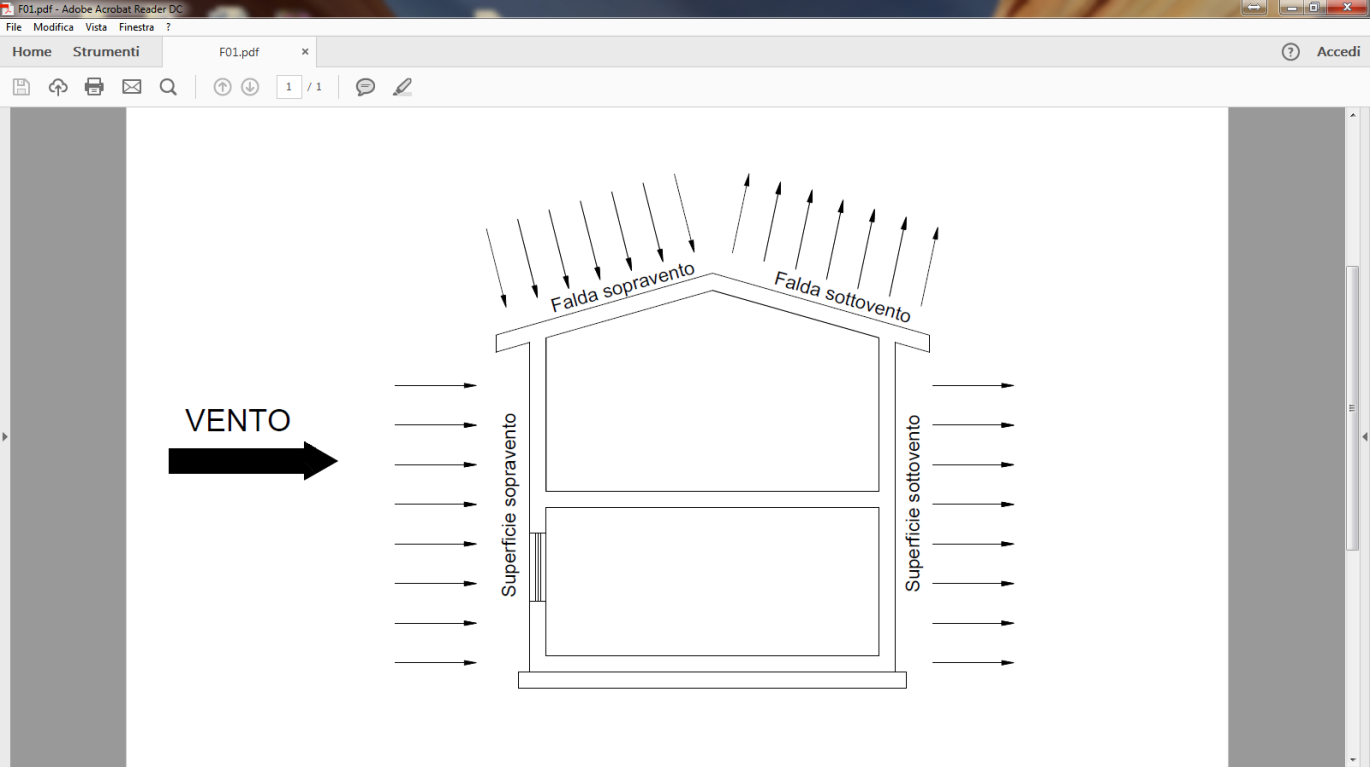 F01.pdf - Adobe Acrobat Reader DC
File Modifica Vista Finestra ?
Home Strumenti F01.pdf × ? Accedi
1 / 1
Falda sopravento
Falda sottovento
VENTO
Superficie sopravento
Superficie sottovento